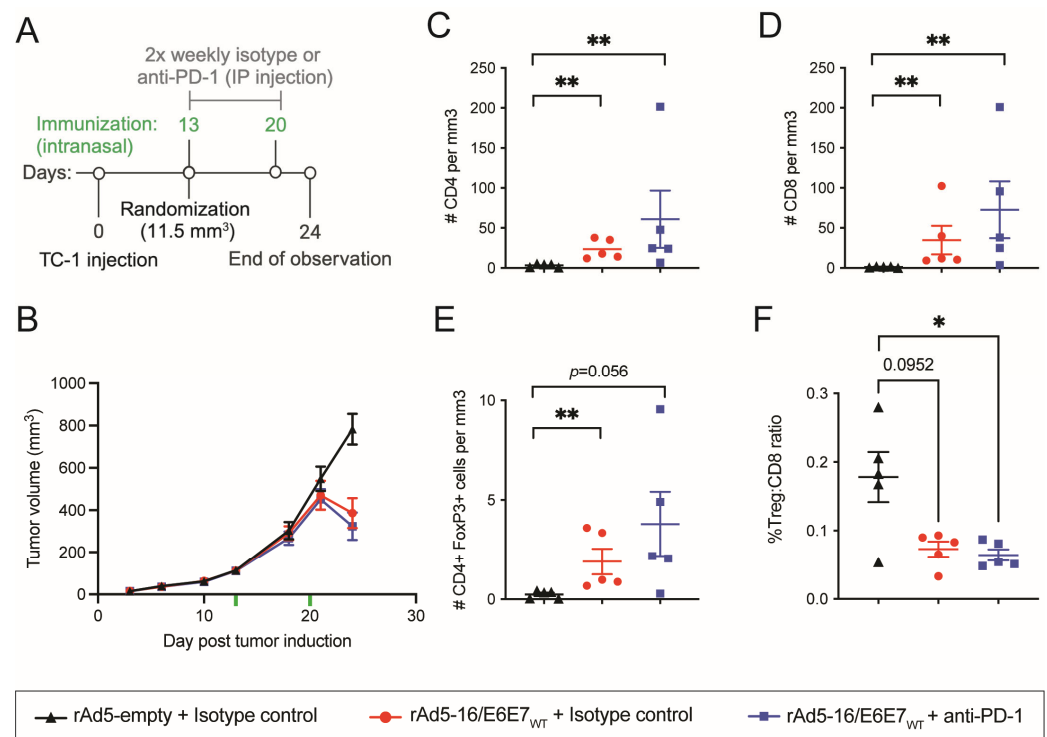 A
2x weekly isotype or
anti-PD-1 (IP injection)
Immunization:
(intranasal)
13
20
Days:
Randomization
(11.5 mm³)
0
24
TC-1 injection
End of observation
B
Tumor volume (mm³)
1000
800
600
400
200
0
0
10
20
30
Day post tumor induction
C
# CD4 per mm3
**
**
250
200
150
100
50
0
D
# CD8 per mm3
**
**
250
200
150
100
50
0
E
# CD4+ FoxP3+ cells per mm3
p=0.056
**
10
5
0
F
%Treg:CD8 ratio
*
0.0952
0.3
0.2
0.1
0.0
rAd5-empty + Isotype control
rAd5-16/E6E7WT + Isotype control
rAd5-16/E6E7WT + anti-PD-1